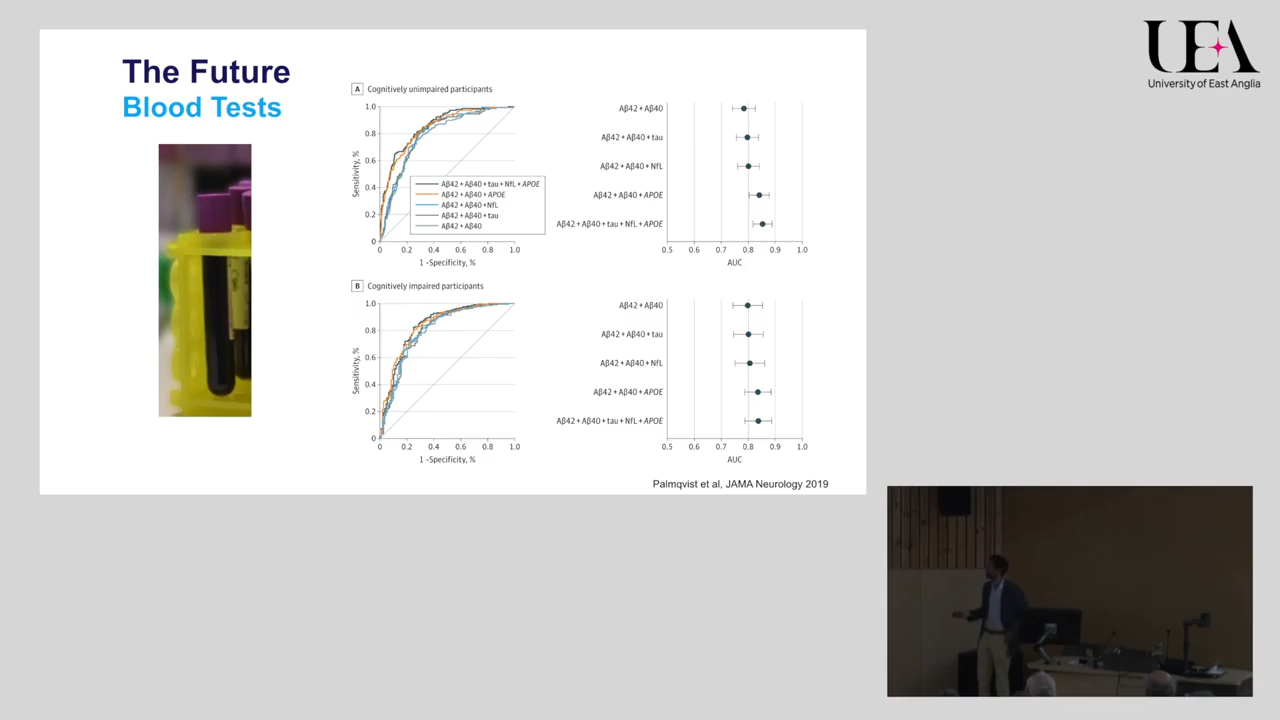 The Future
Blood Tests
A Cognitively unimpaired participants
1.0
0.8
0.6
0.4
0.2
0
Sensitivity, %
Aβ42 + Aβ40 + tau + NfL + APOE
Aβ42 + Aβ40 + APOE
Aβ42 + Aβ40 +NfL
Aβ42 + Aβ40 + tau
Aβ42 + Aβ40
0 0.2 0.4 0.6 0.8 1.0
1 -Specificity, %
Aβ42 + Aβ40
Aβ42 + Aβ40 + tau
Aβ42 + Aβ40 + NfL
Aβ42 + Aβ40 + APOE
Aβ42 + Aβ40 + tau + NfL + APOE
0.5 0.6 0.7 0.8 0.9 1.0
AUC
B Cognitively impaired participants
1.0
0.8
0.6
0.4
0.2
0
Sensitivity, %
0 0.2 0.4 0.6 0.8 1.0
1 -Specificity, %
Aβ42 + Aβ40
Aβ42 + Aβ40 + tau
Aβ42 + Aβ40 + NfL
Aβ42 + Aβ40 + APOE
Aβ42 + Aβ40 + tau + NfL + APOE
0.5 0.6 0.7 0.8 0.9 1.0
AUC
Palmqvist et al, JAMA Neurology 2019
UEA
University of East Anglia